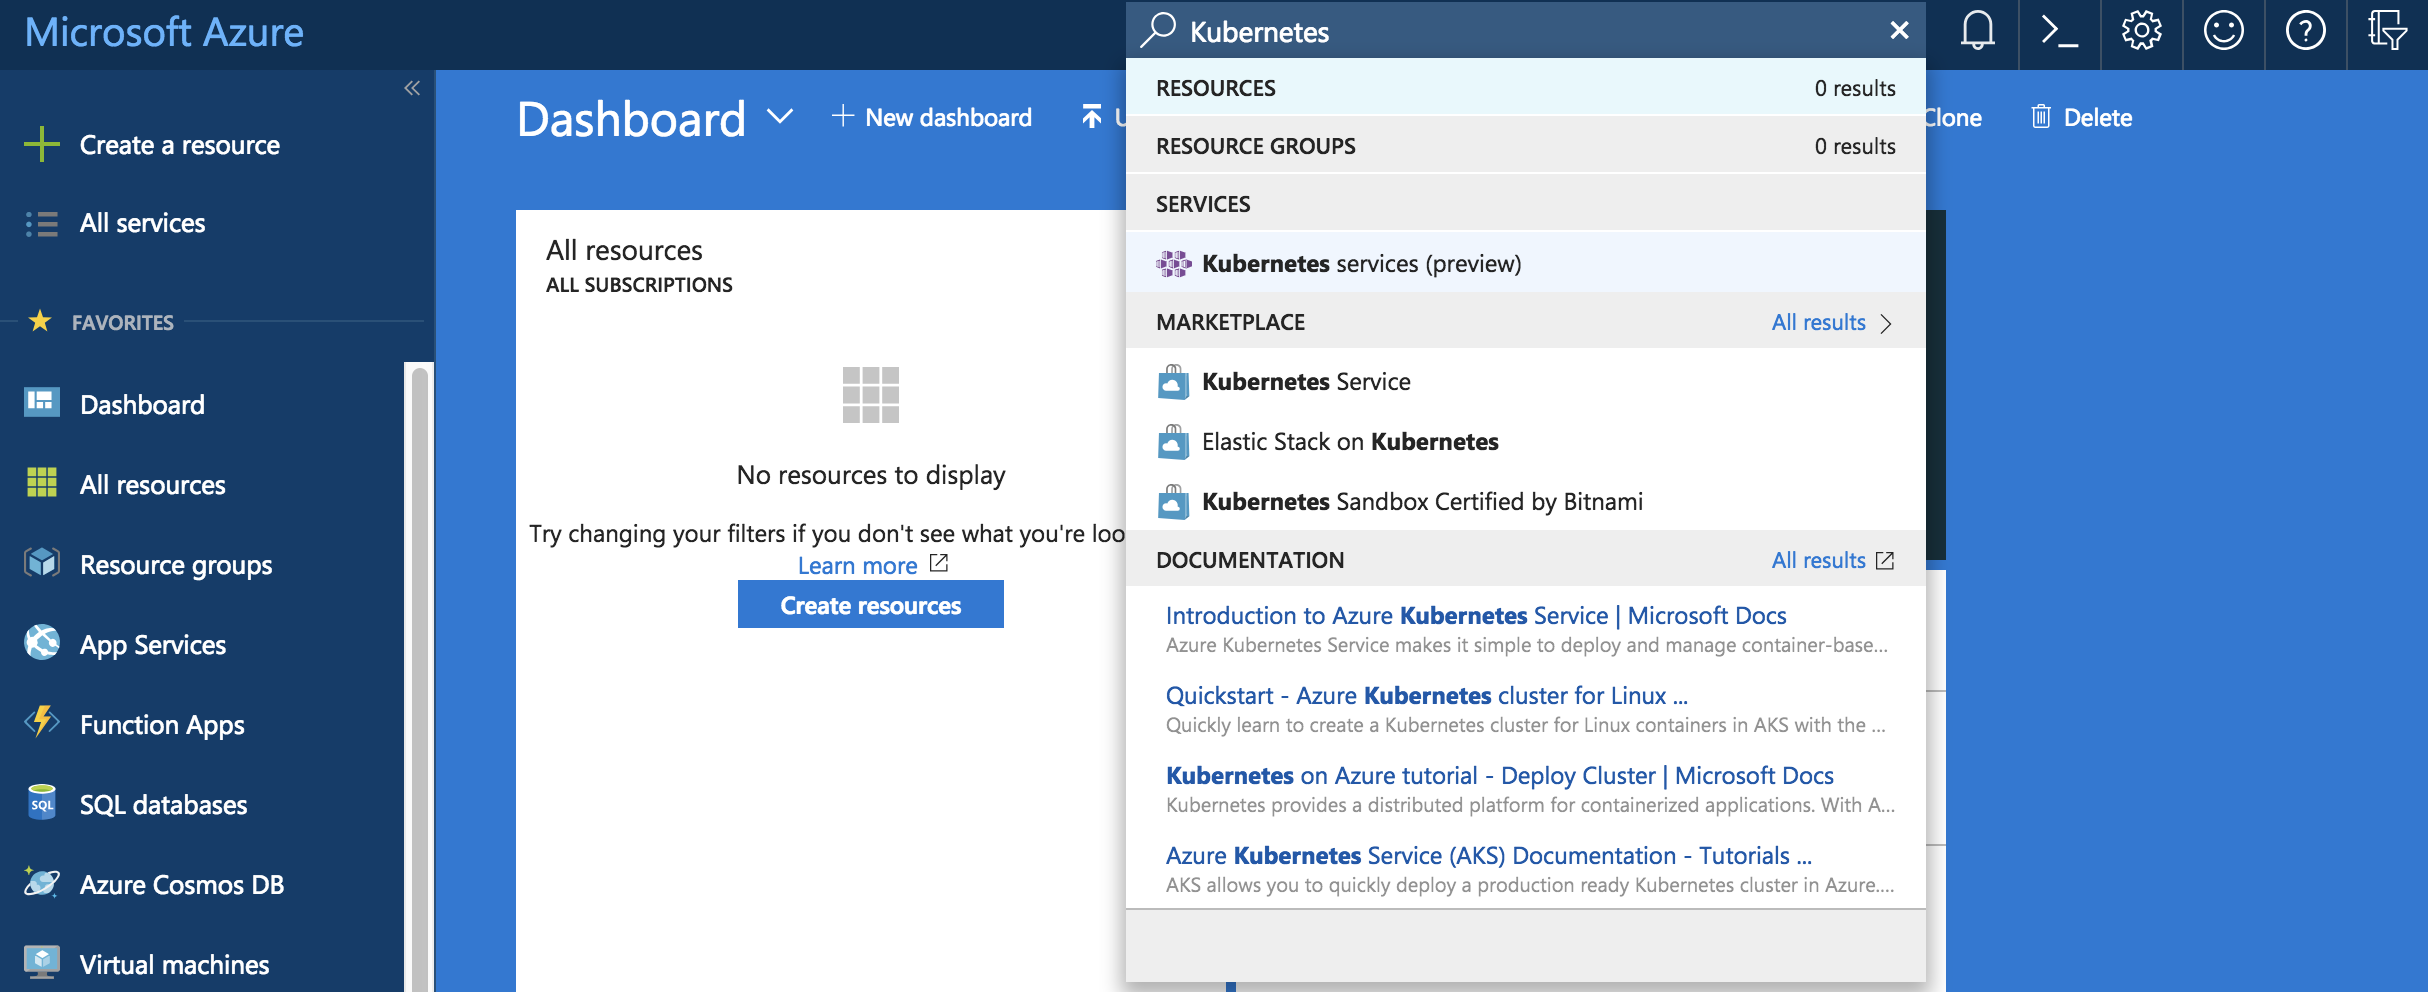 Microsoft Azure
Kubernetes
Create a resource
All services
FAVORITES
Dashboard
All resources
Resource groups
App Services
Function Apps
SQL
SQL databases
Azure Cosmos DB
Virtual machines
Dashboard
New dashboard
Clone
Delete
All resources
ALL SUBSCRIPTIONS
No resources to display
Try changing your filters if you don't see what you're loo
Learn more
Create resources
RESOURCES 0 results
RESOURCE GROUPS 0 results
SERVICES
Kubernetes services (preview)
MARKETPLACE All results
Kubernetes Service
Elastic Stack on Kubernetes
Kubernetes Sandbox Certified by Bitnami
DOCUMENTATION All results
Introduction to Azure Kubernetes Service | Microsoft Docs
Azure Kubernetes Service makes it simple to deploy and manage container-base...
Quickstart - Azure Kubernetes cluster for Linux ...
Quickly learn to create a Kubernetes cluster for Linux containers in AKS with the ...
Kubernetes on Azure tutorial - Deploy Cluster | Microsoft Docs
Kubernetes provides a distributed platform for containerized applications. With A...
Azure Kubernetes Service (AKS) Documentation - Tutorials ...
AKS allows you to quickly deploy a production ready Kubernetes cluster in Azure....